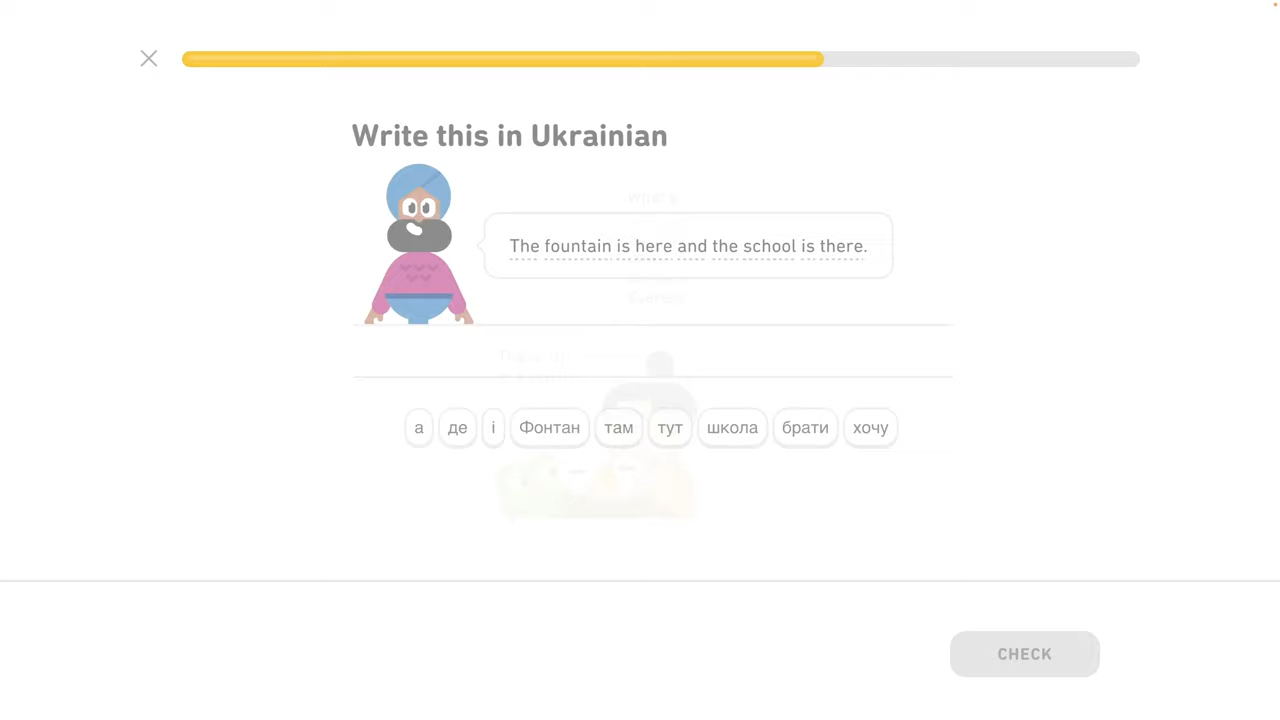 Write this in Ukrainian
The fountain is here and the school is there.
а де і Фонтан там тут школа брати хочу
CHECK